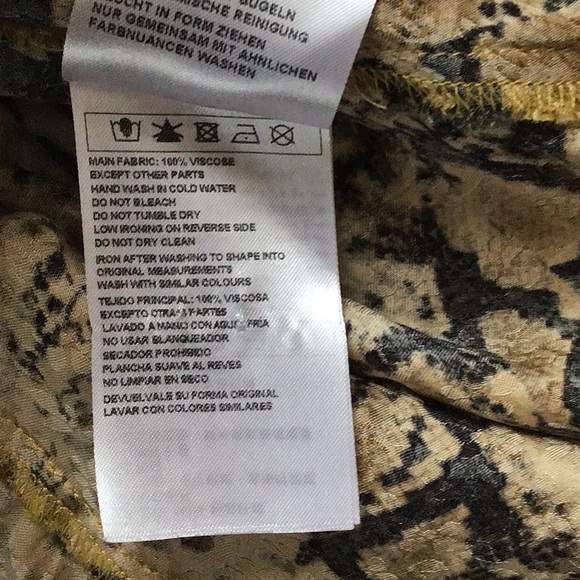 BÜGELN
MISCHE REINIGUNG
UCHT IN FORM ZIEHEN
NUR GEMEINSAM MIT ÄHNLICHEN
FARBNUANCEN WASHEN
MAIN FABRIC: 100% VISCOSE
EXCEPT OTHER PARTS
HAND WASH IN COLD WATER
DO NOT BLEACH
DO NOT TUMBLE DRY
LOW IRONING ON REVERSE SIDE
DO NOT DRY CLEAN
IRON AFTER WASHING TO SHAPE INTO
ORIGINAL MEASUREMENTS
WASH WITH SIMILAR COLOURS
TEJIDO PRINCIPAL: 100% VISCOSA
EXCEPTO OTRAS PARTES
LAVADO A MANO CON AGUA FRIA
NO USAR BLANQUEADOR
SECADOR PROHIBIDO
PLANCHA SUAVE AL REVES
NO LIMPIAR EN SECO
DEVUELVALE SU FORMA ORIGINAL
LAVAR CON COLORES SIMILARES